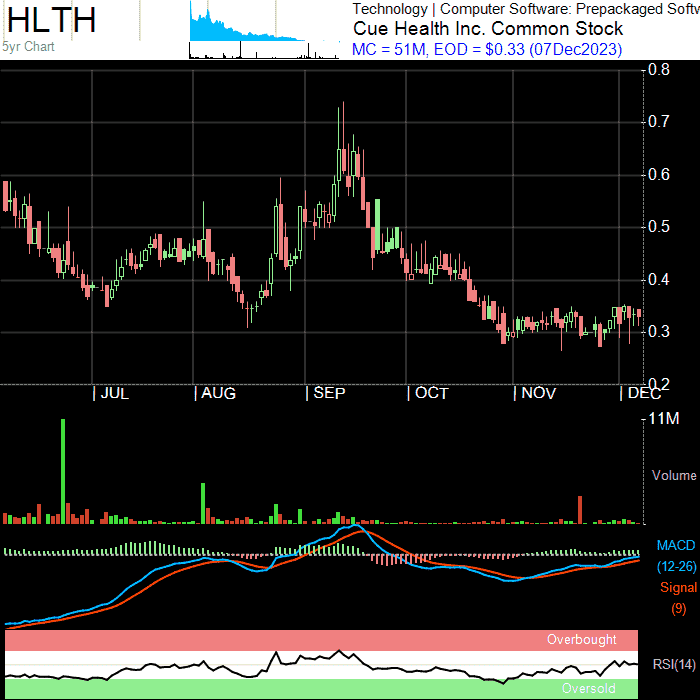 HLTH
5yr Chart
Technology | Computer Software: Prepackaged Softw
Cue Health Inc. Common Stock
MC = 51M, EOD = $0.33 (07Dec2023)
0.8
0.7
0.6
0.5
0.4
0.3
0.2
| JUL | AUG | SEP | OCT | NOV | DEC
11M
Volume
MACD
(12-26)
Signal
(9)
Overbought
RSI(14)
Oversold